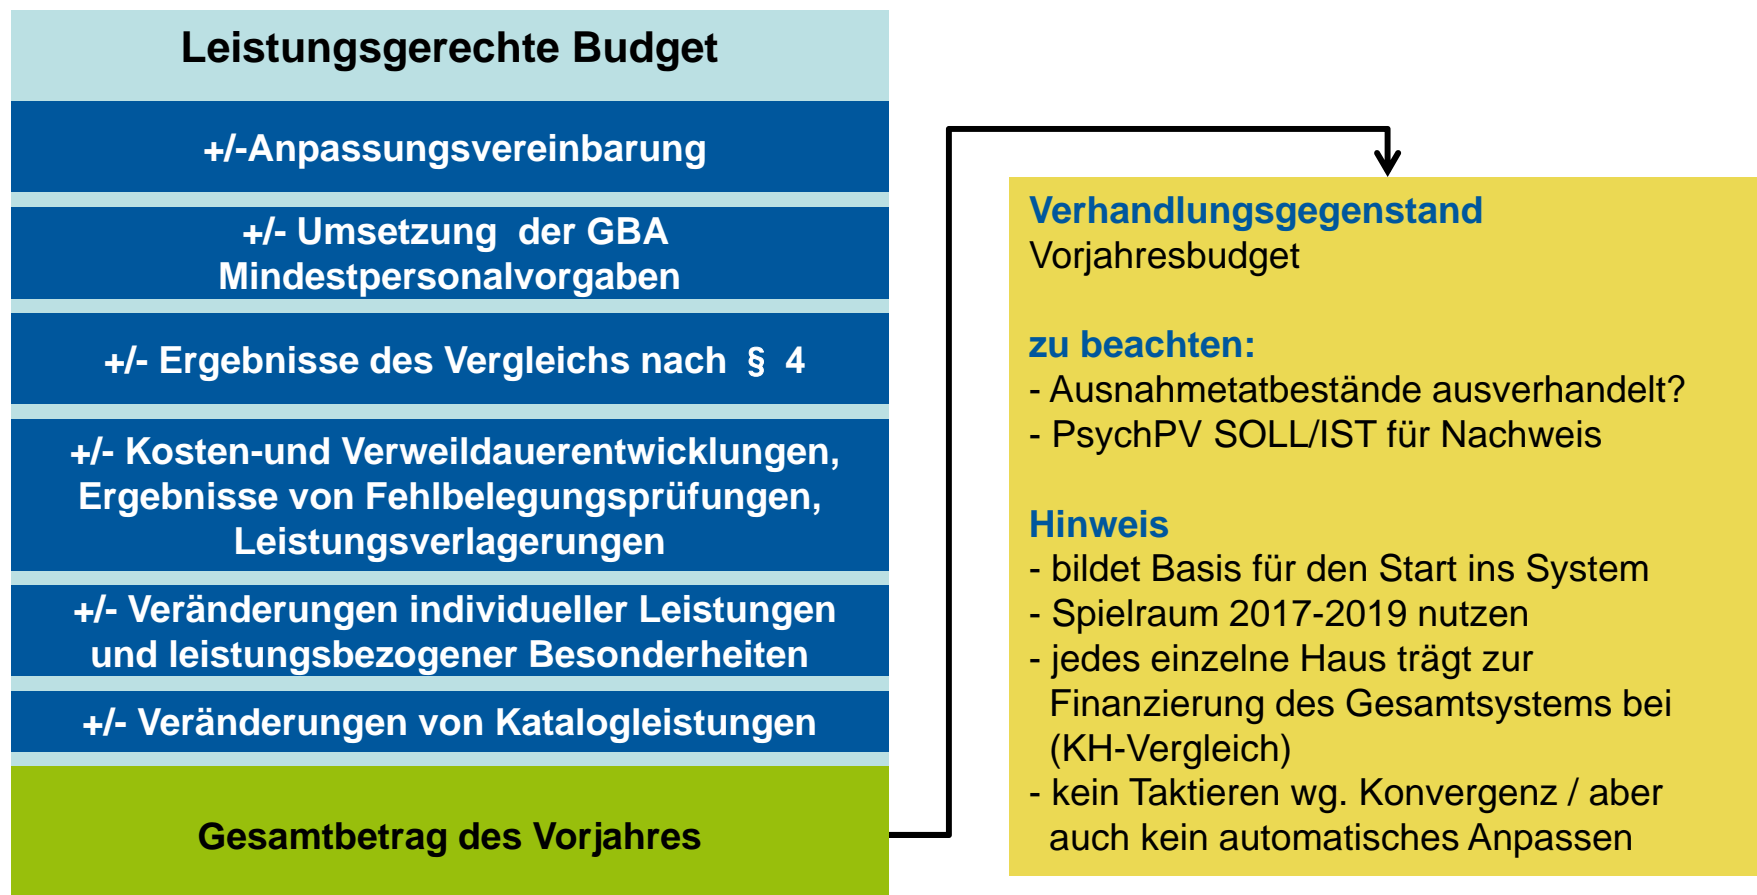 Leistungsgerechte Budget
+/-Anpassungsvereinbarung
+/- Umsetzung der GBA
Mindestpersonalvorgaben
+/- Ergebnisse des Vergleichs nach § 4
+/- Kosten-und Verweildauerentwicklungen,
Ergebnisse von Fehlbelegungsprüfungen,
Leistungsverlagerungen
+/- Veränderungen individueller Leistungen
und leistungsbezogener Besonderheiten
+/- Veränderungen von Katalogleistungen
Gesamtbetrag des Vorjahres
Verhandlungsgegenstand
Vorjahresbudget
zu beachten:
- Ausnahmetatbestände ausverhandelt?
- PsychPV SOLL/IST für Nachweis
Hinweis
- bildet Basis für den Start ins System
- Spielraum 2017-2019 nutzen
- jedes einzelne Haus trägt zur
Finanzierung des Gesamtsystems bei
(KH-Vergleich)
- kein Taktieren wg. Konvergenz / aber
auch kein automatisches Anpassen